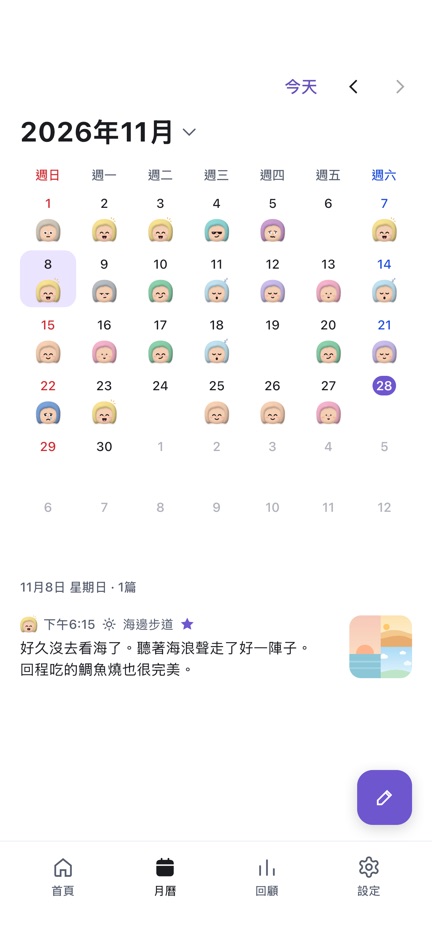 今天
2026年11月
週日 週一 週二 週三 週四 週五 週六
1 2 3 4 5 6 7
8 9 10 11 12 13 14
15 16 17 18 19 20 21
22 23 24 25 26 27 28
29 30 1 2 3 4 5
6 7 8 9 10 11 12
11月8日 星期日 · 1篇
下午6:15 海邊步道
好久沒去看海了。聽著海浪聲走了好一陣子。
回程吃的鯛魚燒也很完美。
首頁 月曆 回顧 設定